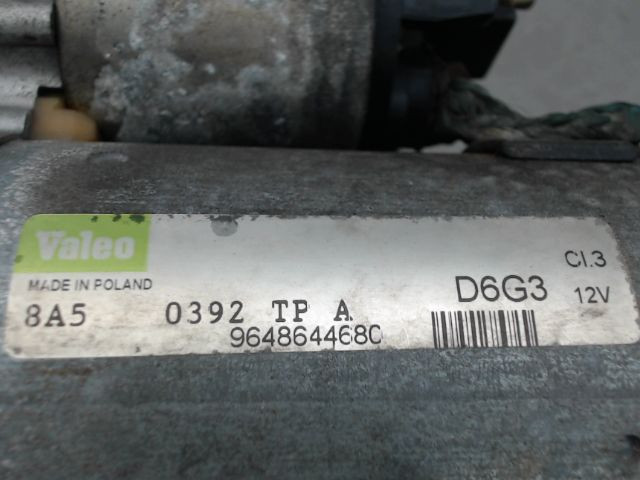 Valeo
MADE IN POLAND
Cl.3
D6G3 12V
8A5 0392 TP A
9648644680